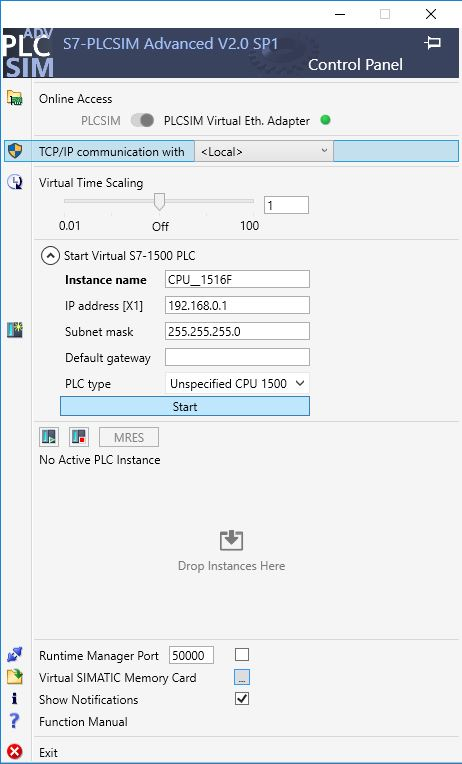 ADV
PLC
SIM
S7-PLCSIM Advanced V2.0 SP1
Control Panel
Online Access
PLCSIM PLCSIM Virtual Eth. Adapter
TCP/IP communication with <Local>
Virtual Time Scaling
1
0.01 Off 100
Start Virtual S7-1500 PLC
Instance name CPU__1516F
IP address [X1] 192.168.0.1
Subnet mask 255.255.255.0
Default gateway
PLC type Unspecified CPU 1500
Start
MRES
No Active PLC Instance
Drop Instances Here
Runtime Manager Port 50000
Virtual SIMATIC Memory Card ...
Show Notifications
Function Manual
Exit